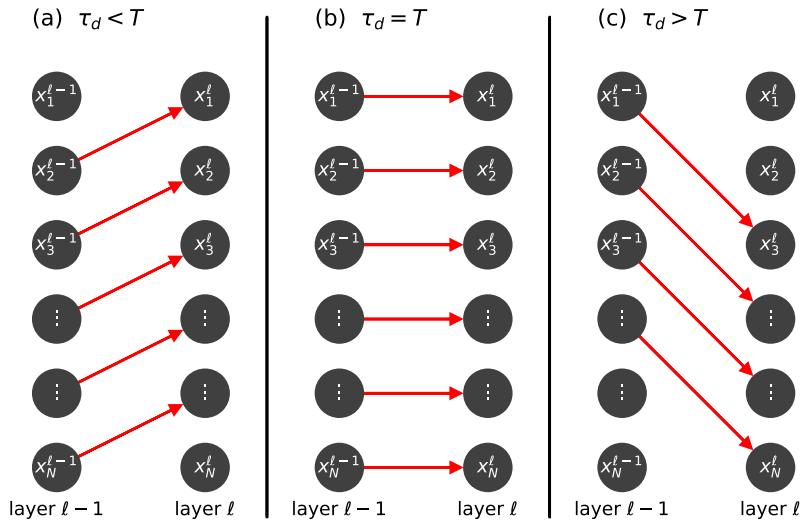 (a) τ_d < T
x_1^{ℓ−1} x_1^ℓ
x_2^{ℓ−1} x_2^ℓ
x_3^{ℓ−1} x_3^ℓ
⋮ ⋮
⋮ ⋮
x_N^{ℓ−1} x_N^ℓ
layer ℓ − 1 layer ℓ
(b) τ_d = T
x_1^{ℓ−1} x_1^ℓ
x_2^{ℓ−1} x_2^ℓ
x_3^{ℓ−1} x_3^ℓ
⋮ ⋮
⋮ ⋮
x_N^{ℓ−1} x_N^ℓ
layer ℓ − 1 layer ℓ
(c) τ_d > T
x_1^{ℓ−1} x_1^ℓ
x_2^{ℓ−1} x_2^ℓ
x_3^{ℓ−1} x_3^ℓ
⋮ ⋮
⋮ ⋮
x_N^{ℓ−1} x_N^ℓ
layer ℓ − 1 layer ℓ